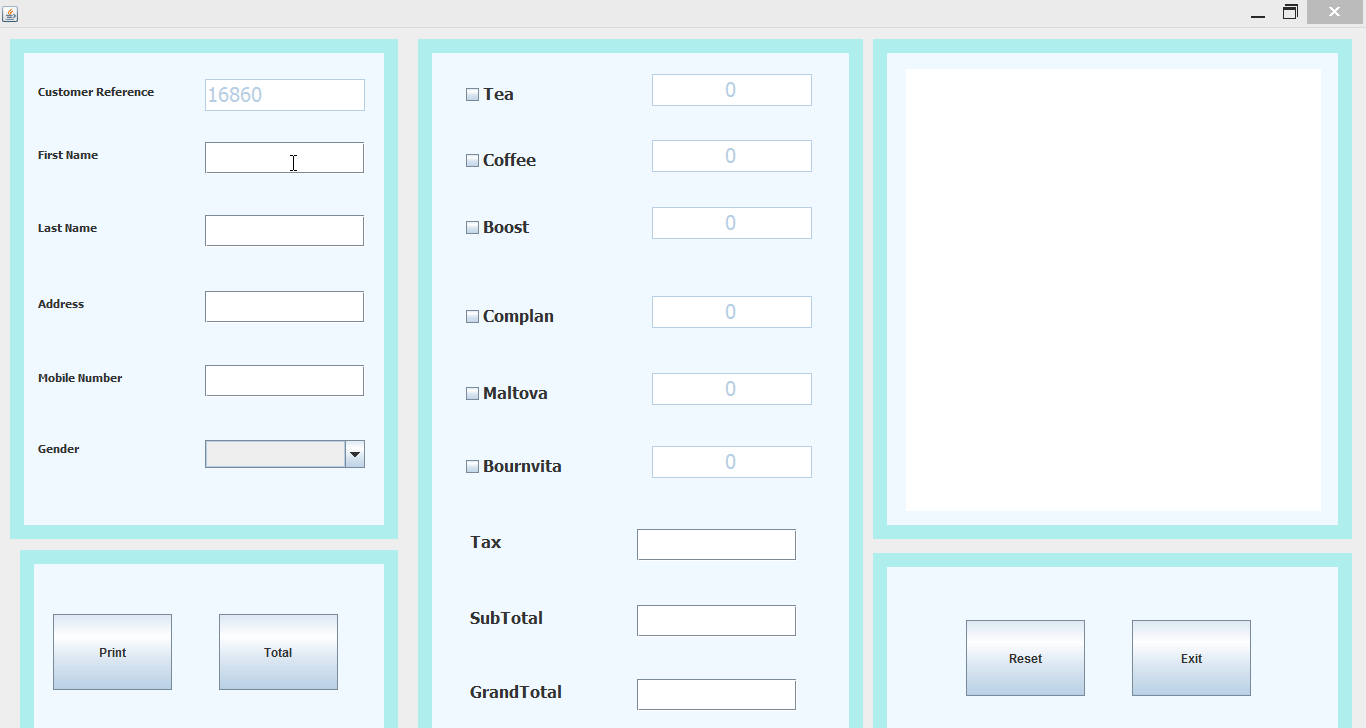 Customer Reference 16860
First Name
Last Name
Address
Mobile Number
Gender
Print Total
Tea 0
Coffee 0
Boost 0
Complan 0
Maltova 0
Bournvita 0
Tax
SubTotal
GrandTotal
Reset Exit